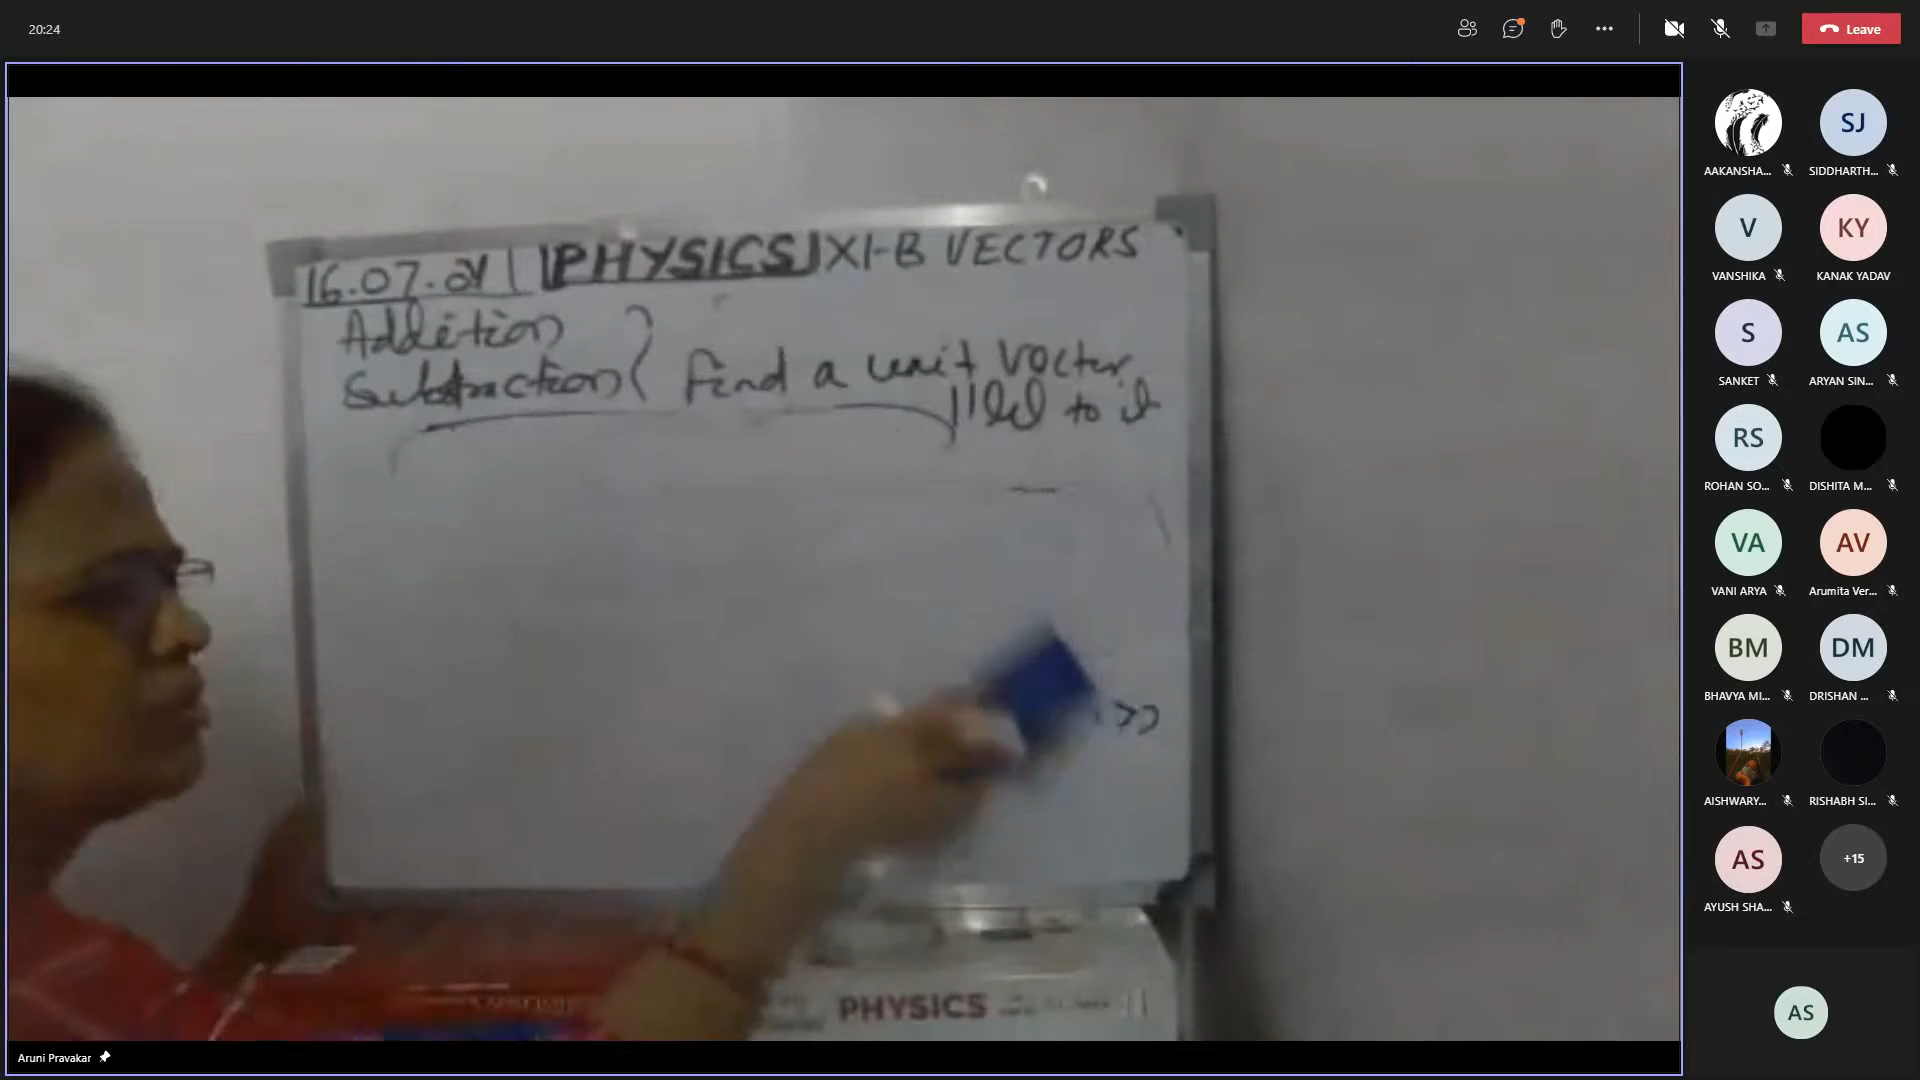 20:24
Leave
16.07.21 PHYSICS XI-B VECTORS
Addition
Subtraction } find a unit vector
||lel to it
PHYSICS
Aruni Pravakar
AAKANSHA...
SJ
SIDDHARTH...
V
VANSHIKA
KY
KANAK YADAV
S
SANKET
AS
ARYAN SIN...
RS
ROHAN SO...
DISHITA M...
VA
VANI ARYA
AV
Arumita Ver...
BM
BHAVYA MI...
DM
DRISHAN ...
AISHWARY...
RISHABH SI...
AS
AYUSH SHA...
+15
AS